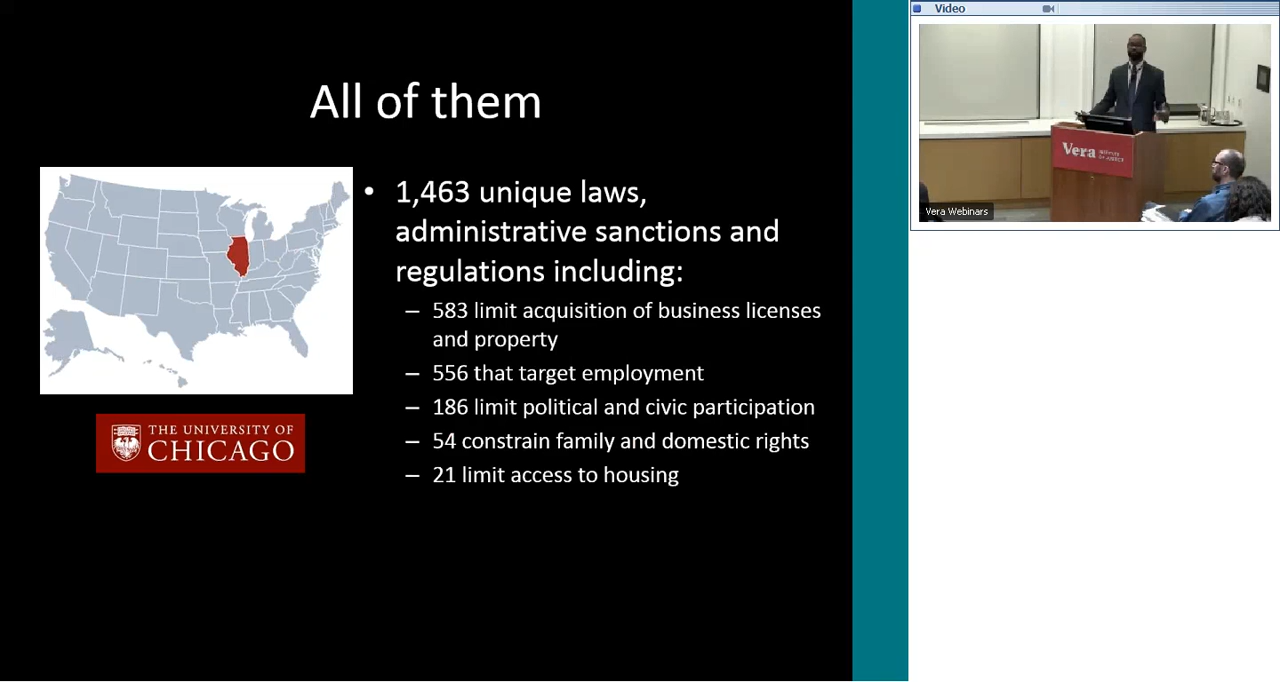 All of them
• 1,463 unique laws,
administrative sanctions and
regulations including:
– 583 limit acquisition of business licenses
and property
– 556 that target employment
– 186 limit political and civic participation
– 54 constrain family and domestic rights
– 21 limit access to housing
THE UNIVERSITY OF
CHICAGO
Video
Vera
Vera Webinars